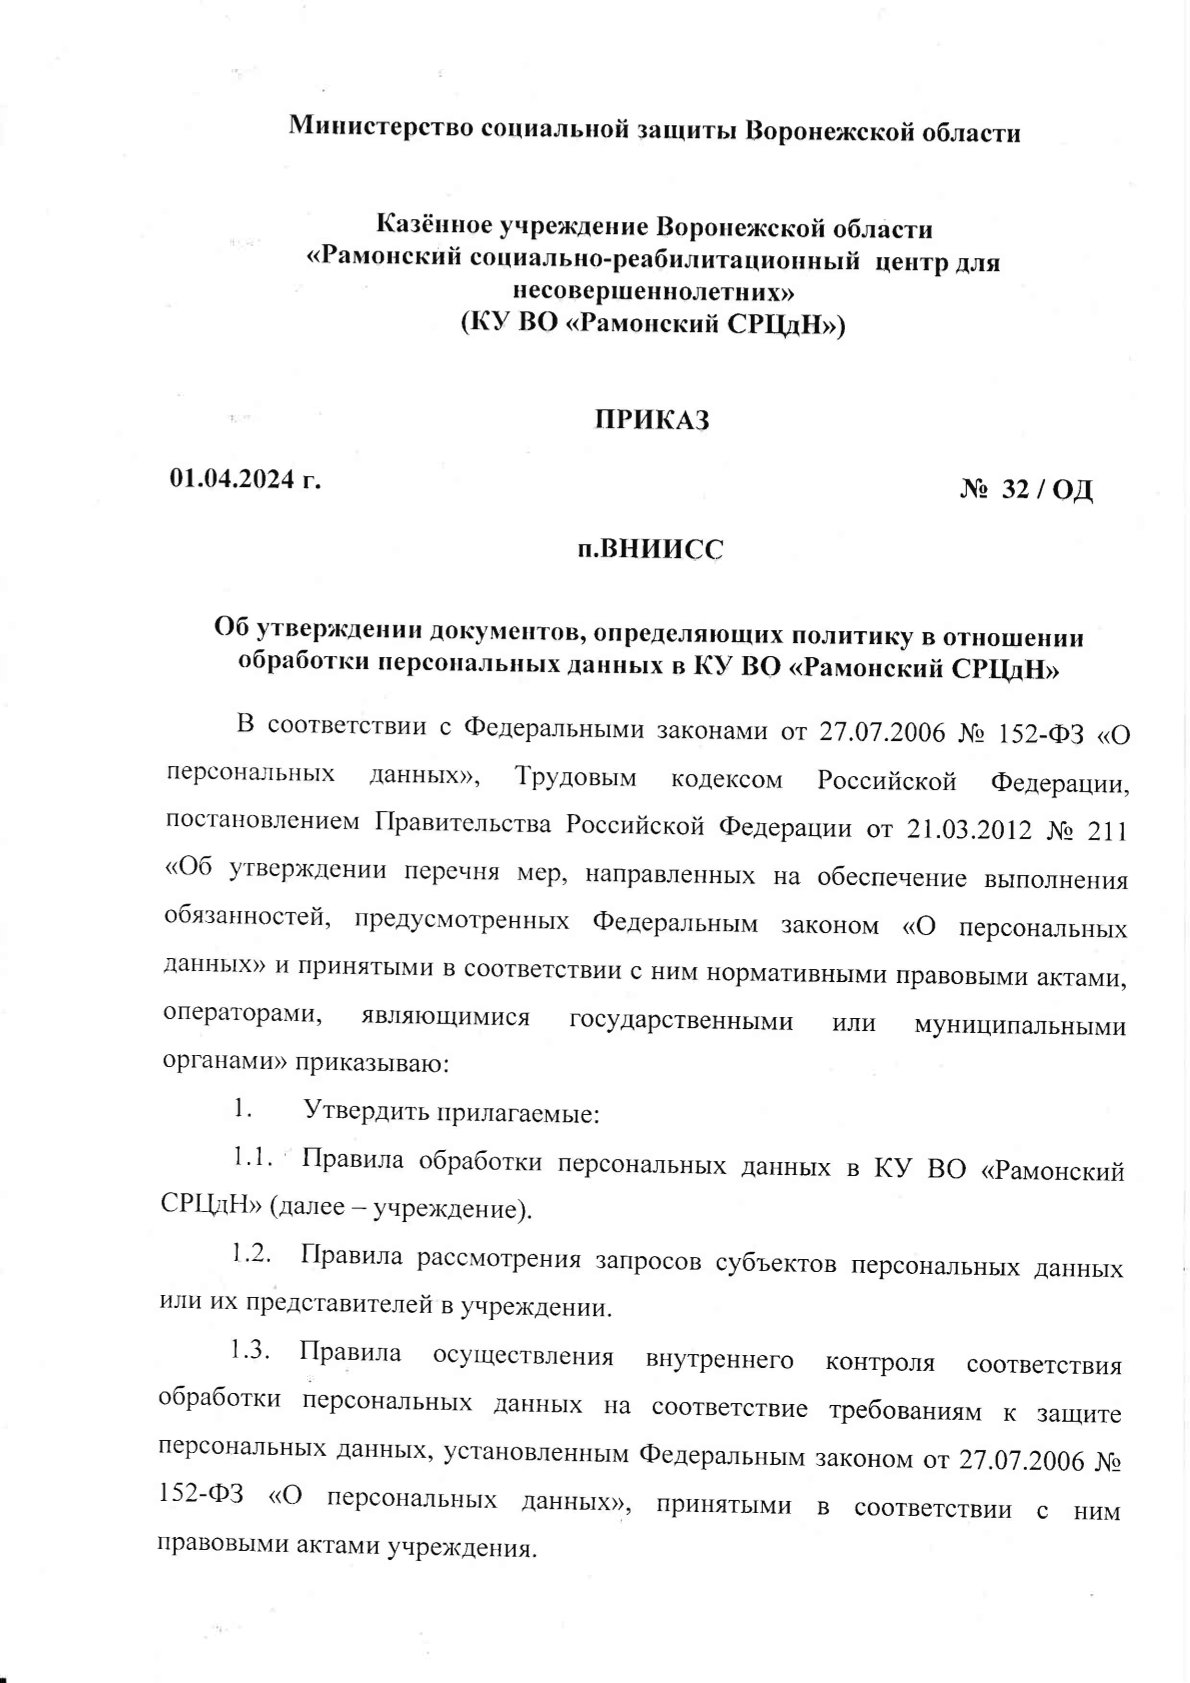 Министерство социальной защиты Воронежской области
Казённое учреждение Воронежской области
«Рамонский социально-реабилитационный центр для
несовершеннолетних»
(КУ ВО «Рамонский СРЦдН»)
ПРИКАЗ
01.04.2024 г.
№ 32 / ОД
п.ВНИИСС
Об утверждении документов, определяющих политику в отношении
обработки персональных данных в КУ ВО «Рамонский СРЦдН»
В соответствии с Федеральными законами от 27.07.2006 № 152-ФЗ «О
персональных данных», Трудовым кодексом Российской Федерации,
постановлением Правительства Российской Федерации от 21.03.2012 № 211
«Об утверждении перечня мер, направленных на обеспечение выполнения
обязанностей, предусмотренных Федеральным законом «О персональных
данных» и принятыми в соответствии с ним нормативными правовыми актами,
операторами, являющимися государственными или муниципальными
органами» приказываю:
1. Утвердить прилагаемые:
1.1. Правила обработки персональных данных в КУ ВО «Рамонский
СРЦдН» (далее – учреждение).
1.2. Правила рассмотрения запросов субъектов персональных данных
или их представителей в учреждении.
1.3. Правила осуществления внутреннего контроля соответствия
обработки персональных данных на соответствие требованиям к защите
персональных данных, установленным Федеральным законом от 27.07.2006 №
152-ФЗ «О персональных данных», принятыми в соответствии с ним
правовыми актами учреждения.